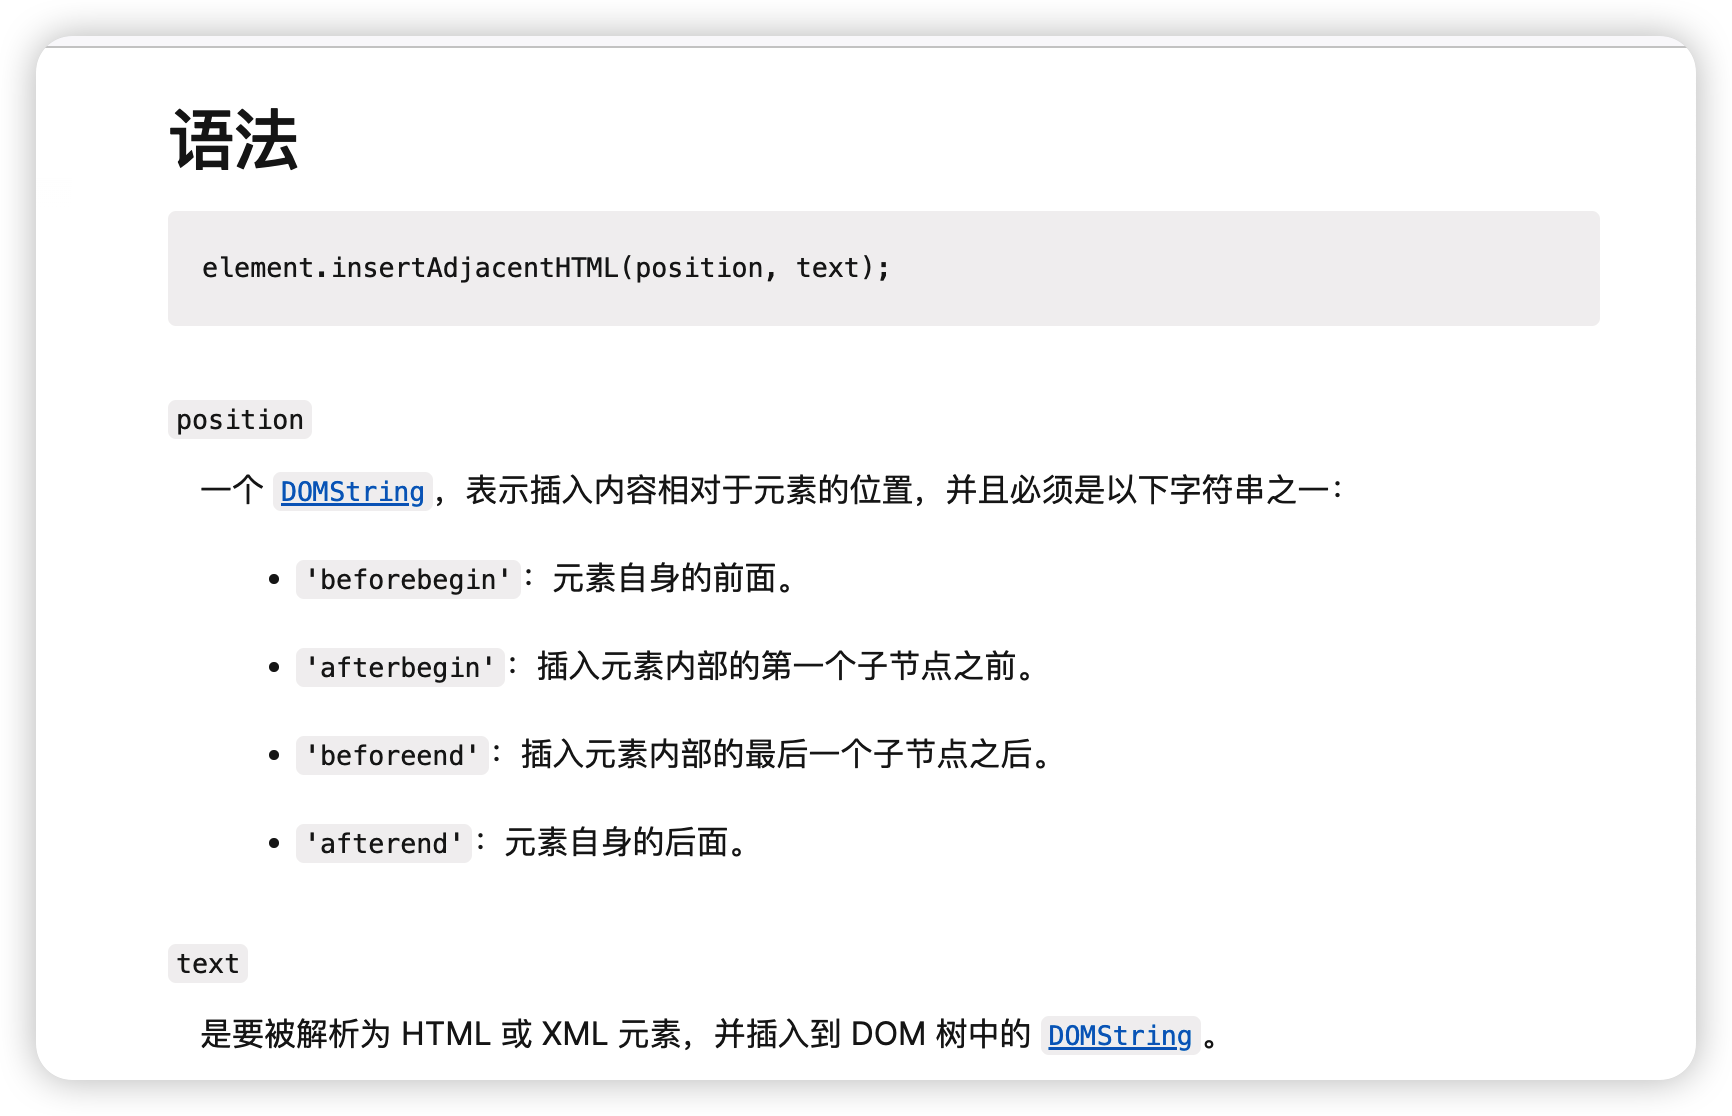 语法
element.insertAdjacentHTML(position, text);
position
一个 DOMString，表示插入内容相对于元素的位置，并且必须是以下字符串之一：
• 'beforebegin'：元素自身的前面。
• 'afterbegin'：插入元素内部的第一个子节点之前。
• 'beforeend'：插入元素内部的最后一个子节点之后。
• 'afterend'：元素自身的后面。
text
是要被解析为 HTML 或 XML 元素，并插入到 DOM 树中的 DOMString。